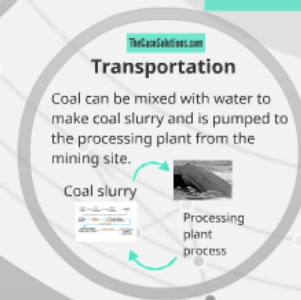 TheCaseSolutions.com
Transportation
Coal can be mixed with water to
make coal slurry and is pumped to
the processing plant from the
mining site.
Coal slurry
Processing
plant
process